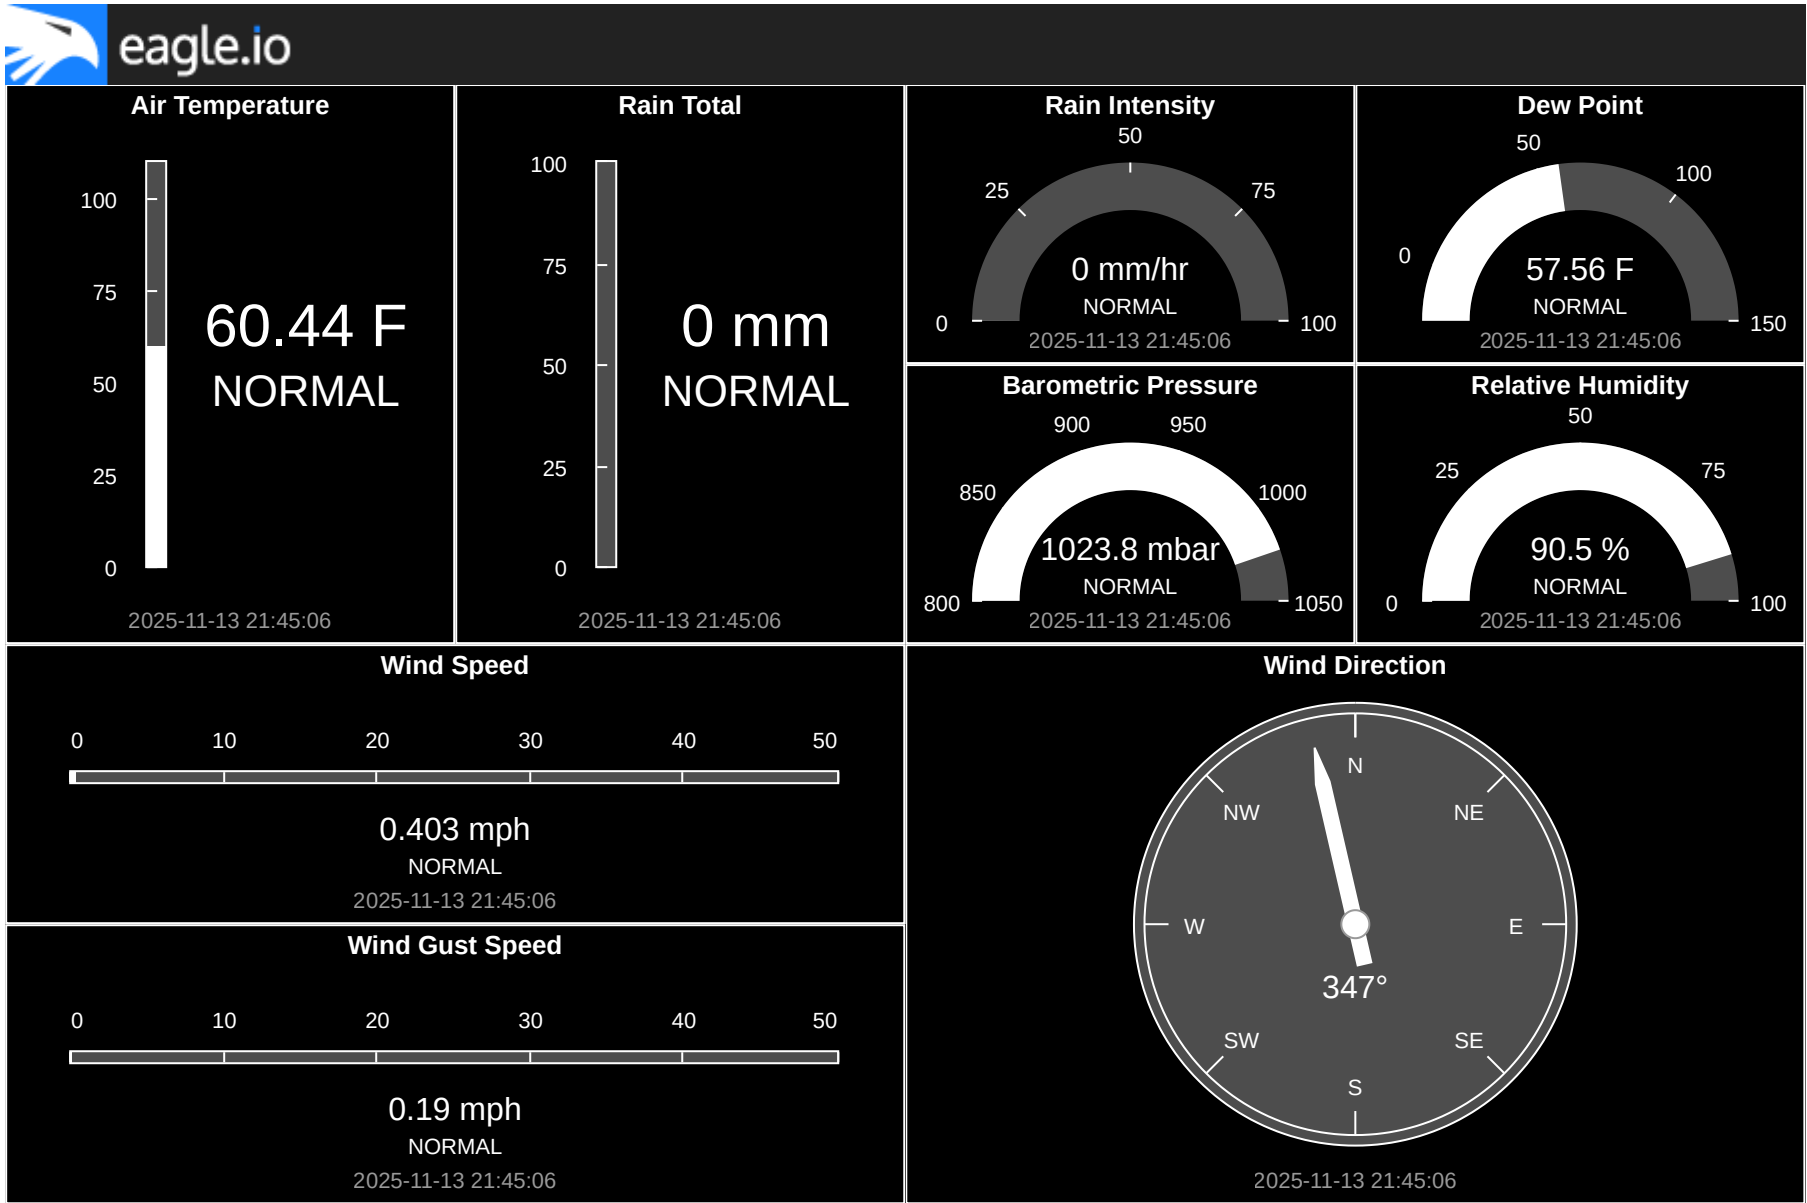 eagle.io
Air Temperature
100
75
50
25
0
60.44 F
NORMAL
2025-11-13 21:45:06
Rain Total
100
75
50
25
0
0 mm
NORMAL
2025-11-13 21:45:06
Rain Intensity
50
25
75
0
100
0 mm/hr
NORMAL
2025-11-13 21:45:06
Dew Point
50
100
0
150
57.56 F
NORMAL
2025-11-13 21:45:06
Barometric Pressure
900
950
850
1000
800
1050
1023.8 mbar
NORMAL
2025-11-13 21:45:06
Relative Humidity
50
25
75
0
100
90.5 %
NORMAL
2025-11-13 21:45:06
Wind Speed
0 10 20 30 40 50
0.403 mph
NORMAL
2025-11-13 21:45:06
Wind Gust Speed
0 10 20 30 40 50
0.19 mph
NORMAL
2025-11-13 21:45:06
Wind Direction
N
NW
NE
W
E
347°
SW
SE
S
2025-11-13 21:45:06